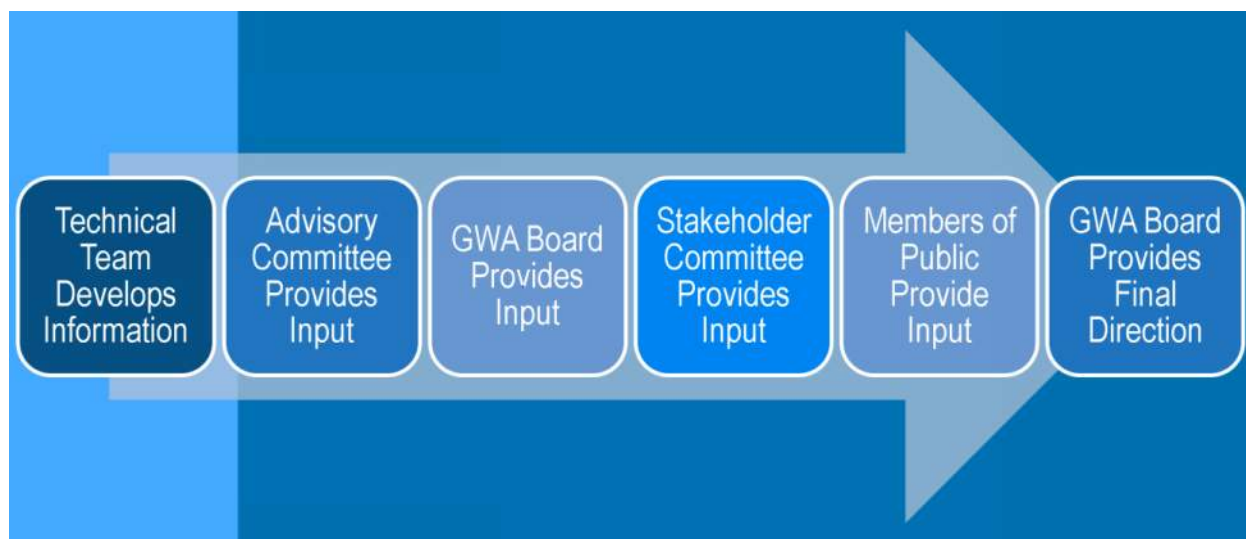 Technical
Team
Develops
Information
Advisory
Committee
Provides
Input
GWA Board
Provides
Input
Stakeholder
Committee
Provides
Input
Members of
Public
Provide
Input
GWA Board
Provides
Final
Direction